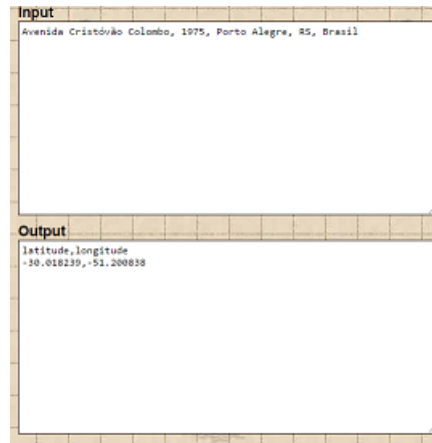 Input
Avenida Cristóvão Colombo, 1975, Porto Alegre, RS, Brasil
Output
latitude,longitude
-30.018239,-51.200838